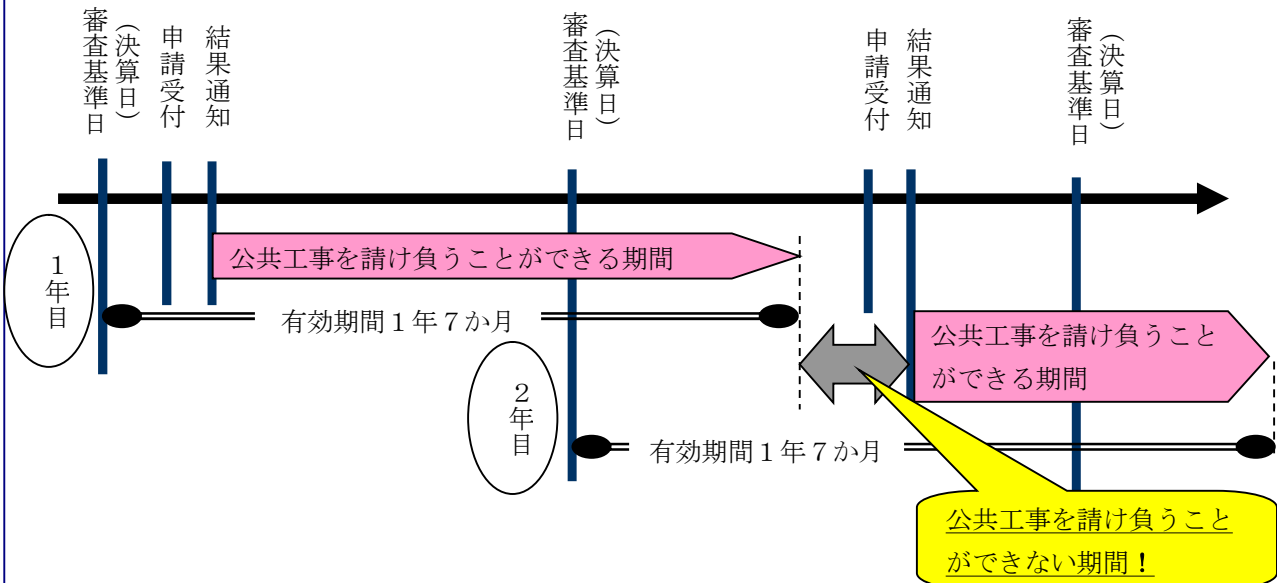 審査基準日
（決算日）
申請受付
結果通知
審査基準日
（決算日）
申請受付
結果通知
審査基準日
（決算日）
１年目
公共工事を請け負うことができる期間
有効期間１年７か月
２年目
公共工事を請け負うこと
ができる期間
有効期間１年７か月
公共工事を請け負うこと
ができない期間！